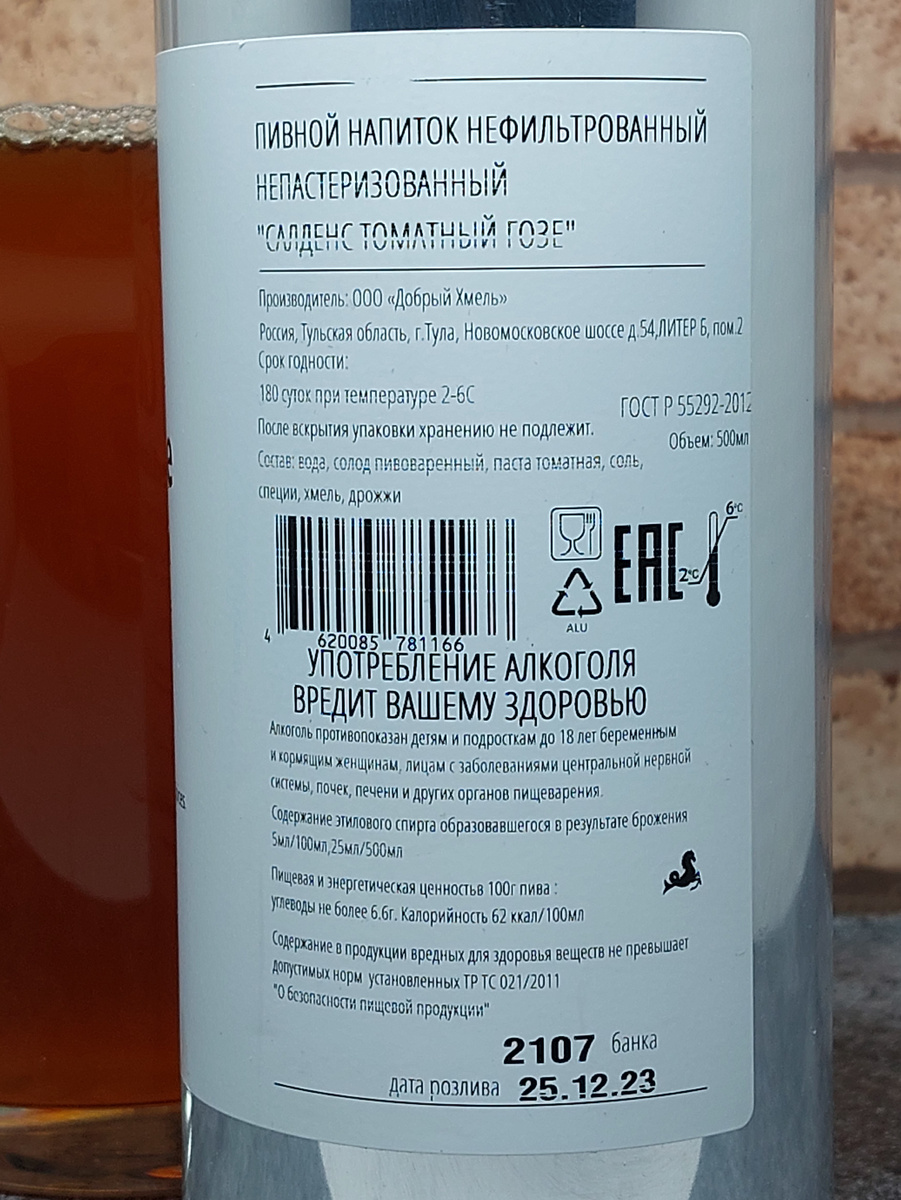 ПИВНОЙ НАПИТОК НЕФИЛЬТРОВАННЫЙ
НЕПАСТЕРИЗОВАННЫЙ
"САЛДЕНС ТОМАТНЫЙ ГОЗЕ"
Производитель: ООО «Добрый Хмель»
Россия, Тульская область, г.Тула, Новомосковское шоссе д.54,ЛИТЕР Б, пом.2
Срок годности:
180 суток при температуре 2-6С
ГОСТ Р 55292-2012
После вскрытия упаковки хранению не подлежит.
Объем: 500мл
Состав: вода, солод пивоваренный, паста томатная, соль,
специи, хмель, дрожжи
6°С
EAC
2°С
ALU
4 620085 781166
УПОТРЕБЛЕНИЕ АЛКОГОЛЯ
ВРЕДИТ ВАШЕМУ ЗДОРОВЬЮ
Алкоголь противопоказан детям и подросткам до 18 лет беременным
и кормящим женщинам, лицам с заболеваниями центральной нервной
системы, почек, печени и других органов пищеварения.
Содержание этилового спирта образовавшегося в результате брожения
5мл/100мл,25мл/500мл
Пищевая и энергетическая ценностьв 100г пива :
углеводы не более 6.6г. Калорийность 62 ккал/100мл
Содержание в продукции вредных для здоровья веществ не превышает
допустимых норм установленных ТР ТС 021/2011
"О безопасности пищевой продукции"
2107 банка
дата розлива 25.12.23